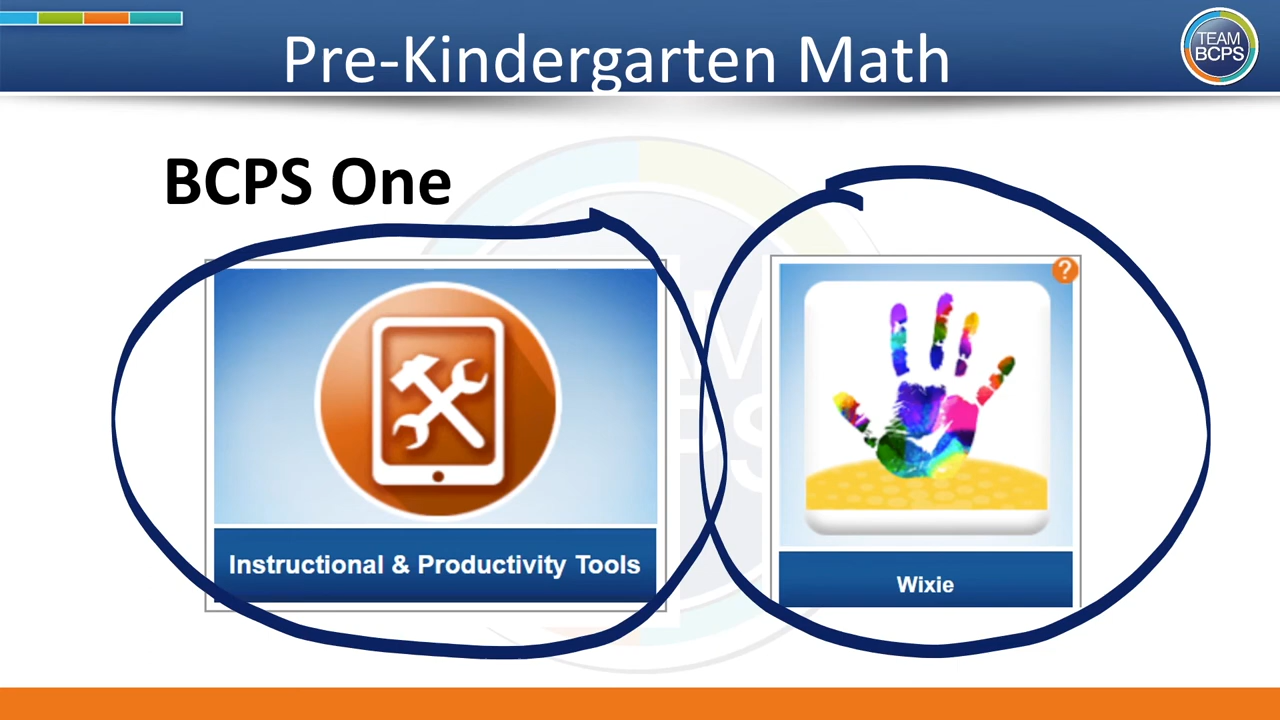 Pre-Kindergarten Math
TEAM
BCPS
BCPS One
?
Instructional & Productivity Tools
Wixie